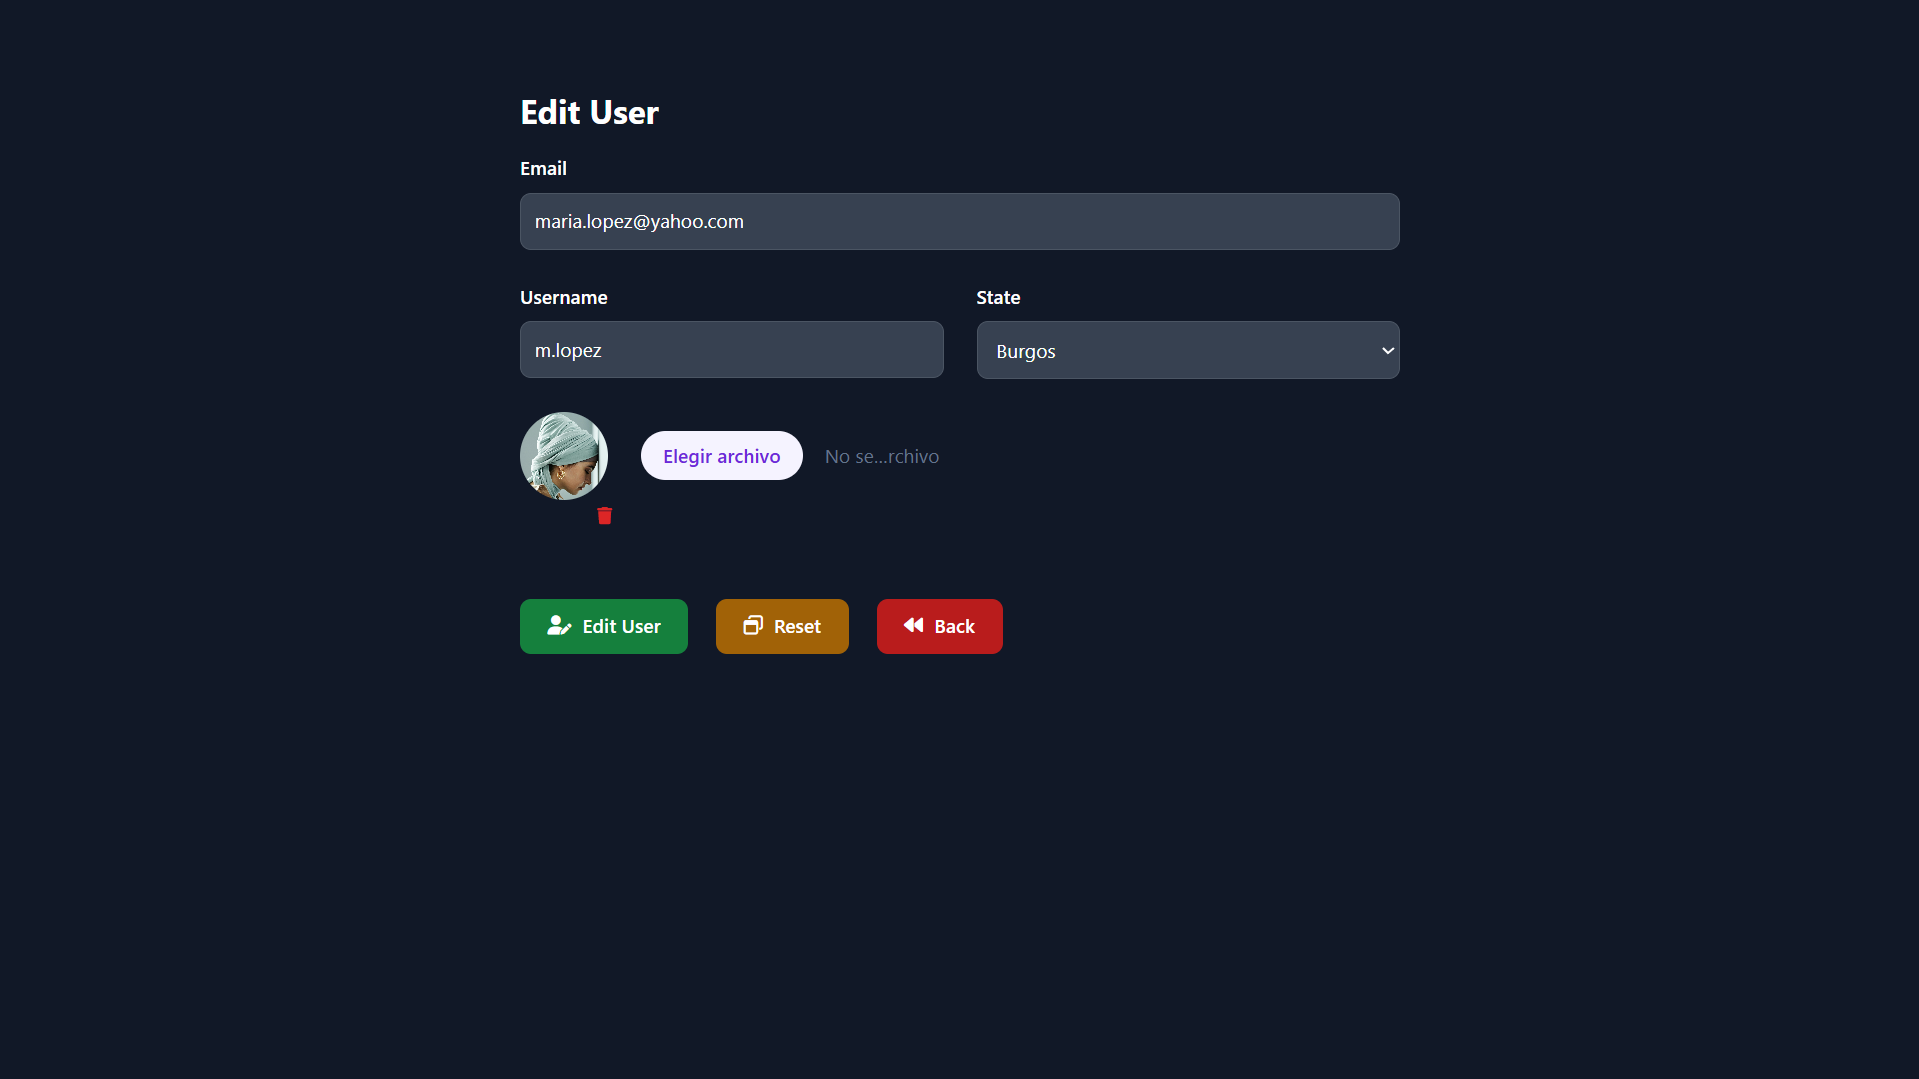 Edit User
Email
maria.lopez@yahoo.com
Username
State
m.lopez
Burgos
Elegir archivo
No se...rchivo
Edit User
Reset
Back